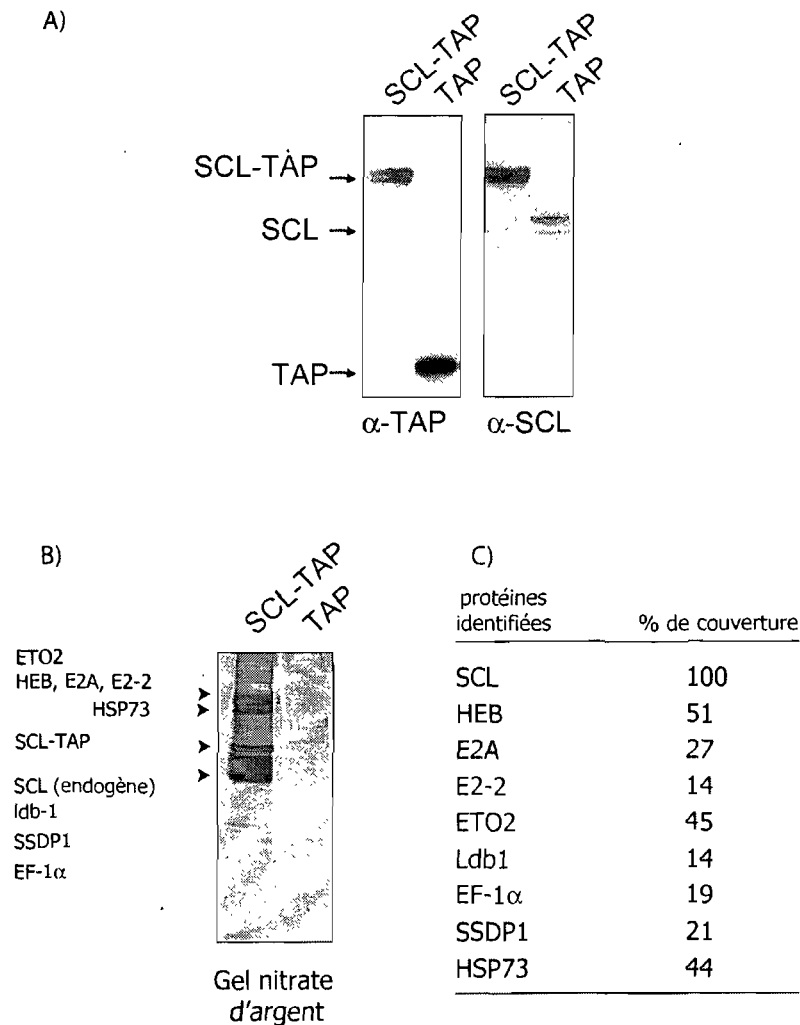 A)
SCL-TAP
TAP
SCL-TAP
TAP
SCL-TAP
SCL
TAP
α-TAP
α-SCL
B)
SCL-TAP
TAP
ETO2
HEB, E2A, E2-2
HSP73
SCL-TAP
SCL (endogène)
ldb-1
SSDP1
EF-1α
Gel nitrate
d'argent
C)
protéines
identifiées % de couverture
SCL 100
HEB 51
E2A 27
E2-2 14
ETO2 45
Ldb1 14
EF-1α 19
SSDP1 21
HSP73 44